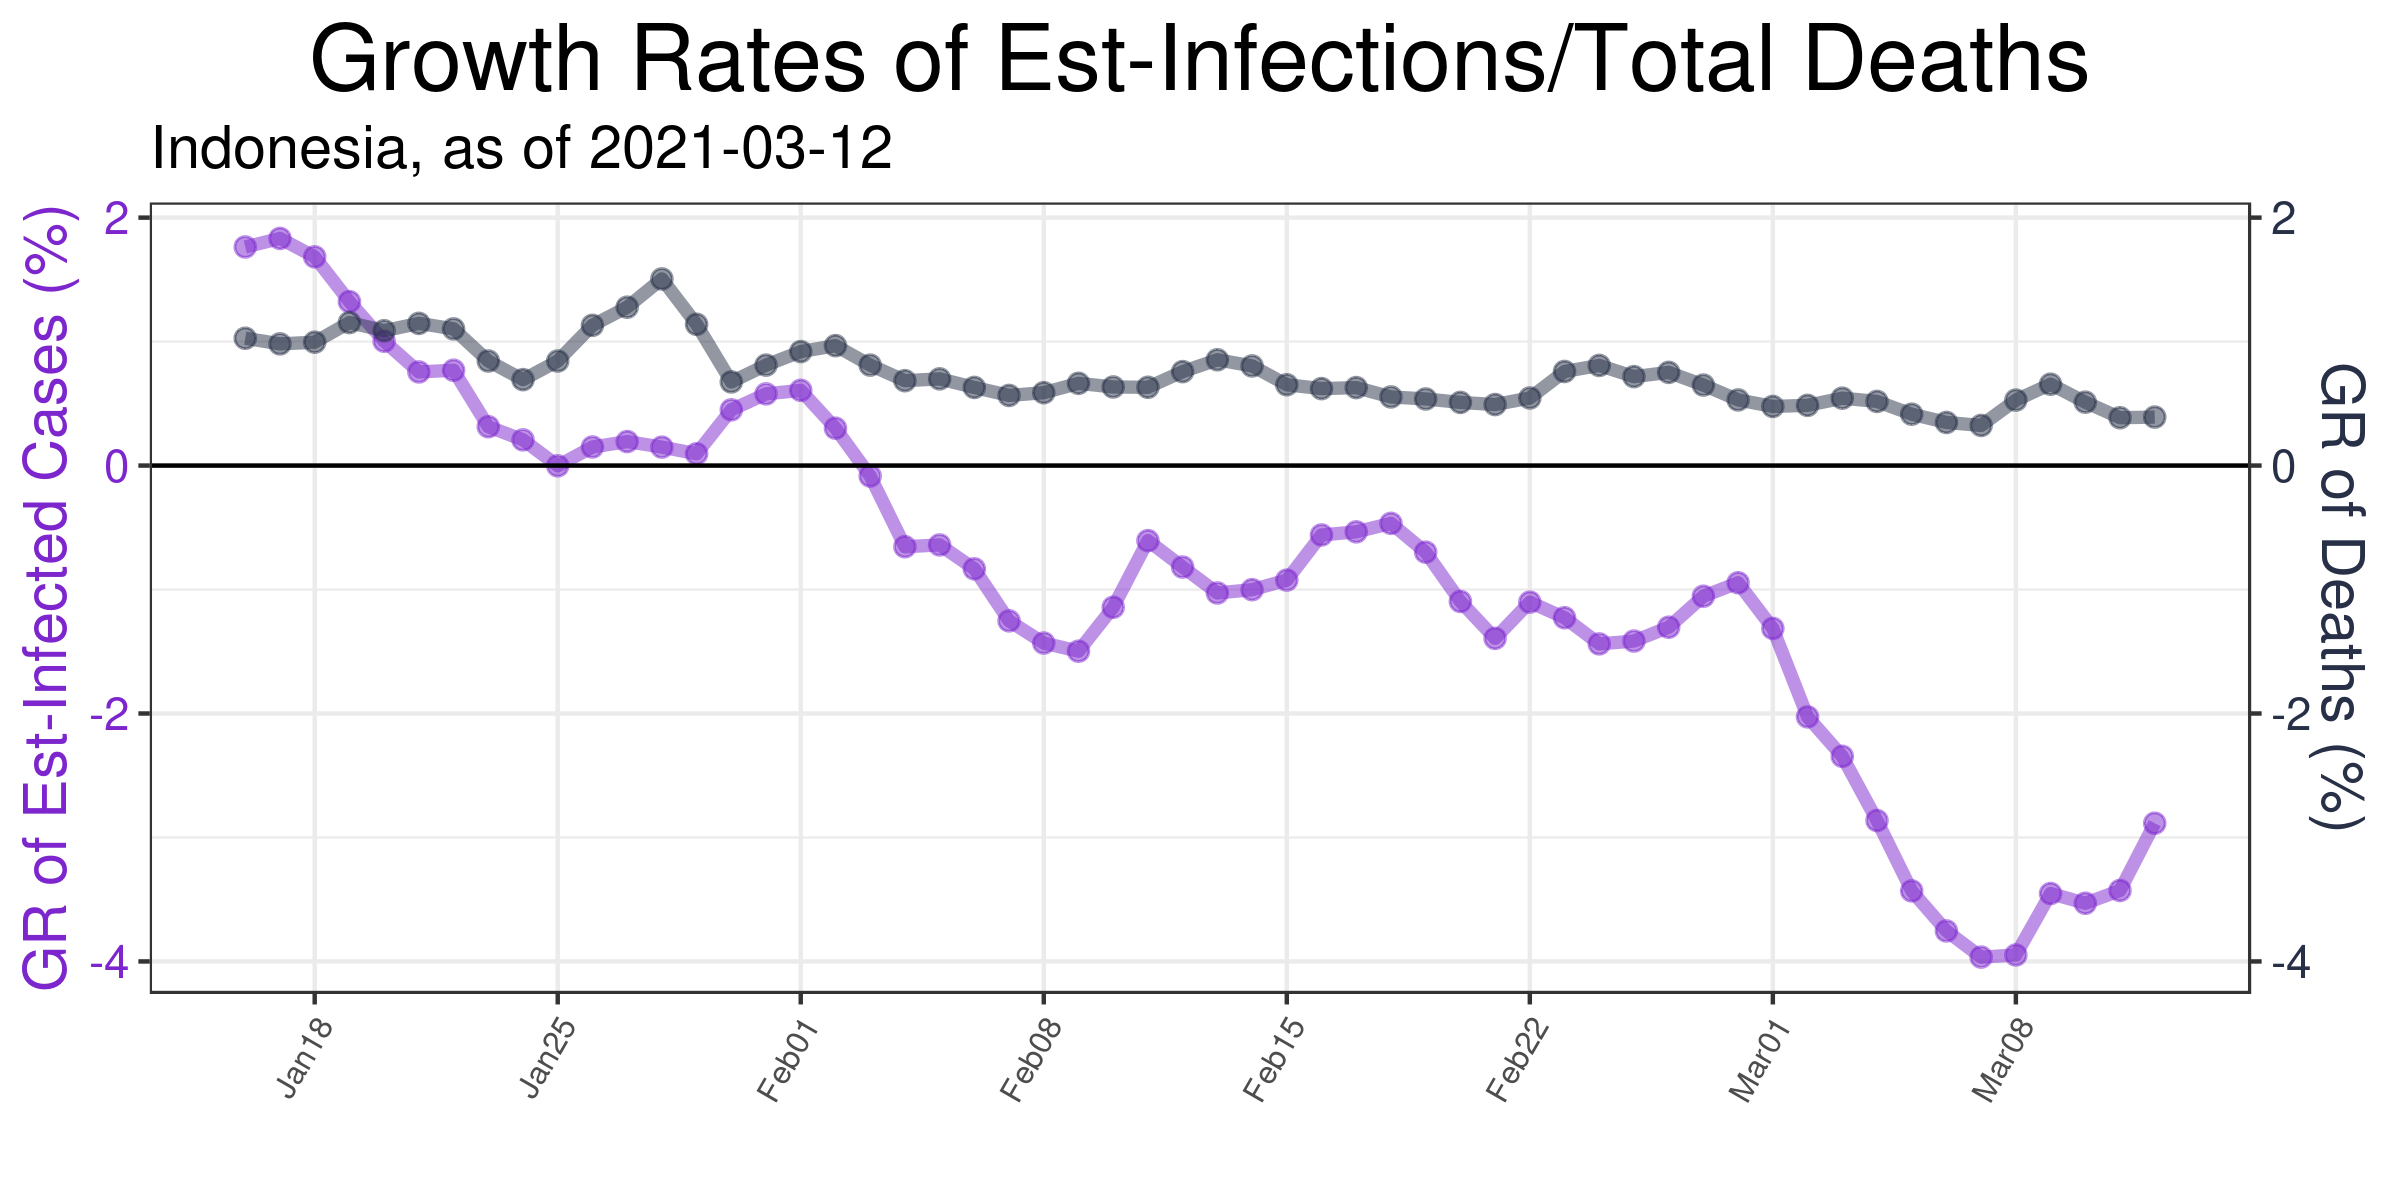 Growth Rates of Est-Infections/Total Deaths
Indonesia, as of 2021-03-12
GR of Est-Infected Cases (%)
2
0
-2
-4
2
0
-2
-4
GR of Deaths (%)
Jan18
Jan25
Feb01
Feb08
Feb15
Feb22
Mar01
Mar08